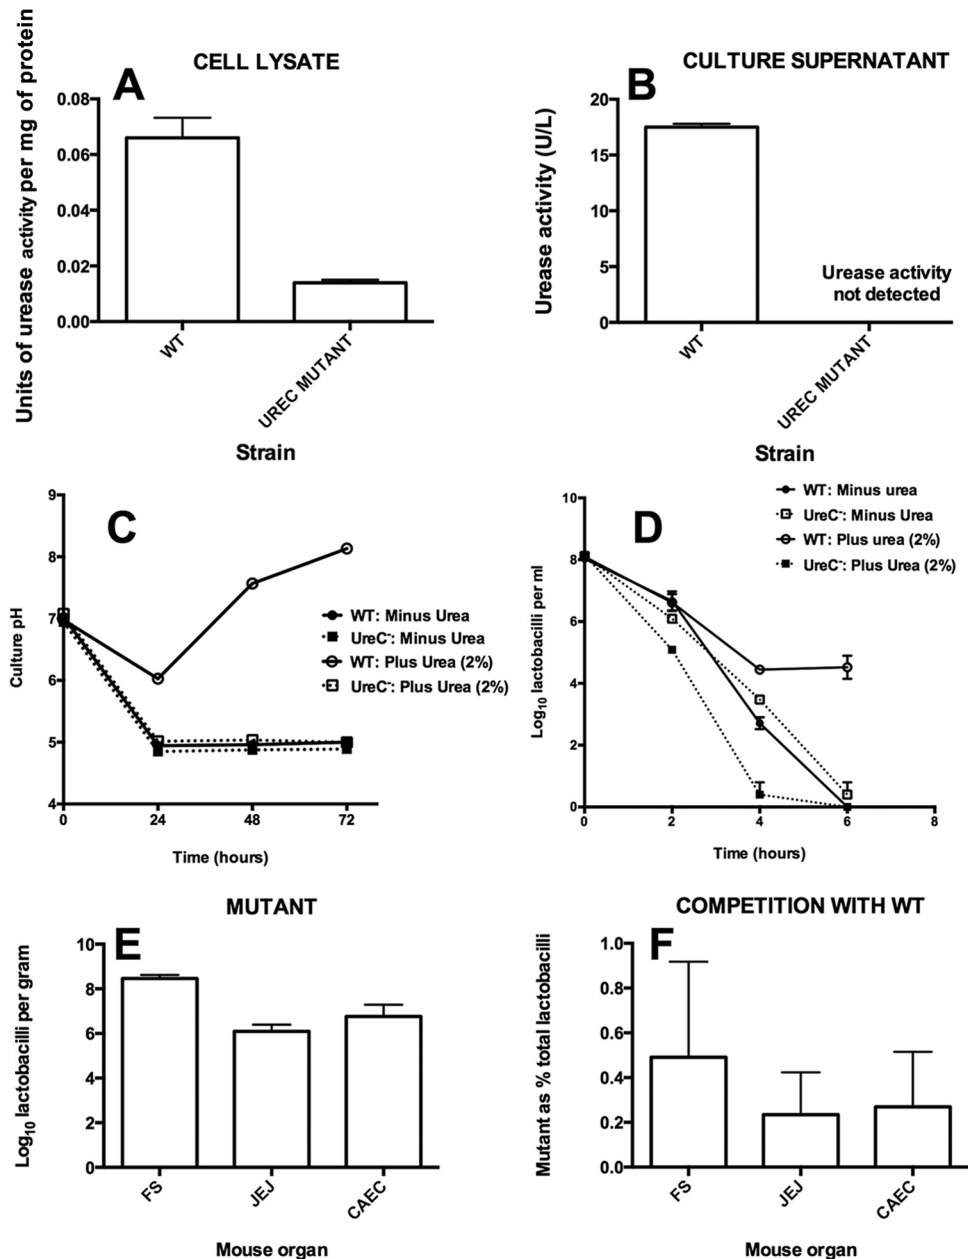 A
CELL LYSATE
Units of urease activity per mg of protein
0.08
0.06
0.04
0.02
0.00
WT
UREC MUTANT
Strain
B
CULTURE SUPERNATANT
Urease activity (U/L)
20
15
10
5
0
Urease activity
not detected
WT
UREC MUTANT
Strain
C
Culture pH
9
8
7
6
5
4
0
24
48
72
Time (hours)
WT: Minus Urea
UreC⁻: Minus Urea
WT: Plus Urea (2%)
UreC⁻: Plus Urea (2%)
D
Log₁₀ lactobacilli per ml
10
8
6
4
2
0
0
2
4
6
8
Time (hours)
WT: Minus urea
UreC⁻: Minus Urea
WT: Plus urea (2%)
UreC⁻: Plus Urea (2%)
E
MUTANT
Log₁₀ lactobacilli per gram
10
8
6
4
2
0
FS
JEJ
CAEC
Mouse organ
F
COMPETITION WITH WT
Mutant as % total lactobacilli
1.0
0.8
0.6
0.4
0.2
0.0
FS
JEJ
CAEC
Mouse organ